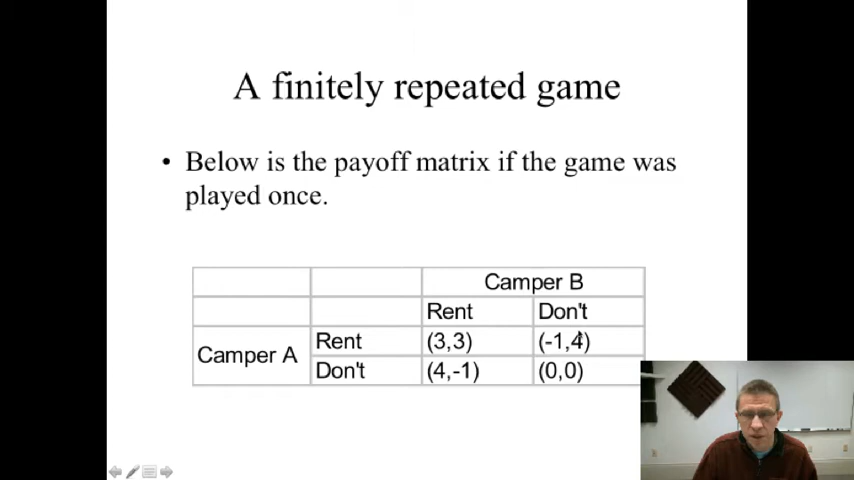 A finitely repeated game
• Below is the payoff matrix if the game was
played once.
Camper B
Rent Don't
Camper A
Rent (3,3) (-1,4)
Don't (4,-1) (0,0)